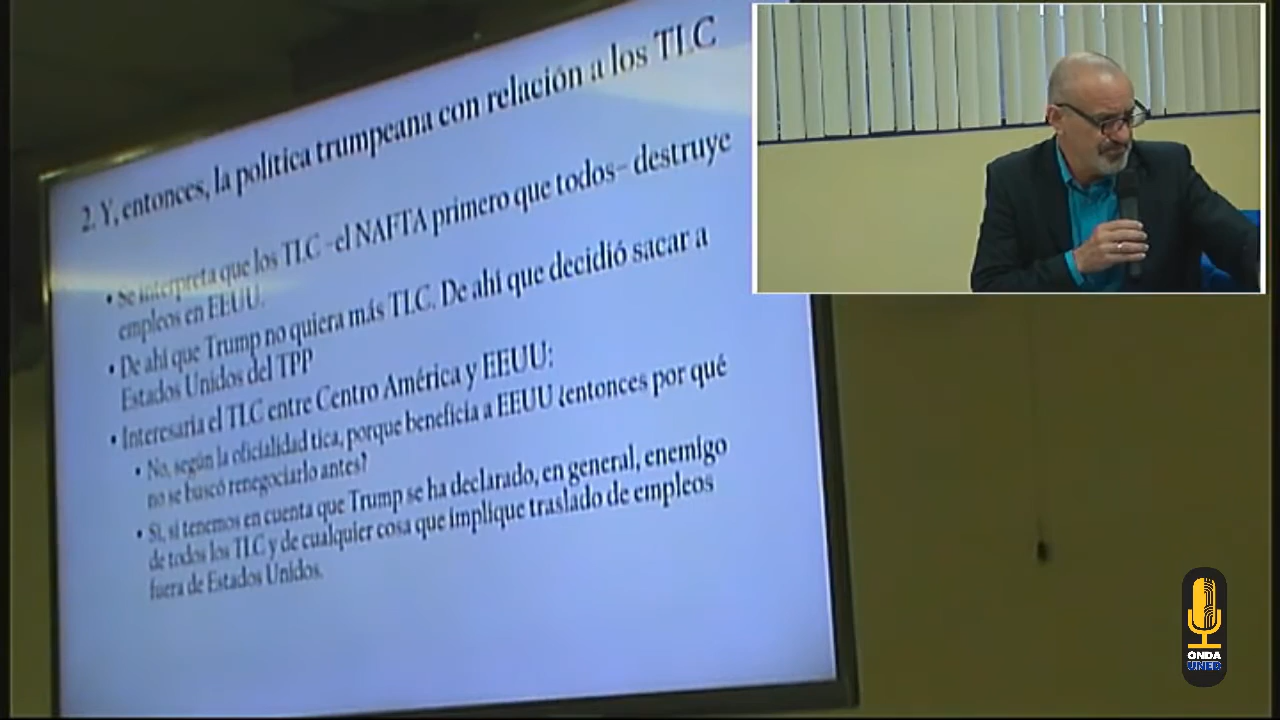 2. Y, entonces, la política trumpeana con relación a los TLC
• Se interpreta que los TLC -el NAFTA primero que todos- destruye
empleos en EEUU.
• De ahí que Trump no quiera más TLC. De ahí que decidió sacar a
Estados Unidos del TPP
• Interesaría el TLC entre Centro América y EEUU:
• No, según la oficialidad tica, porque beneficia a EEUU ¿entonces por qué
no se buscó renegociarlo antes?
• Si, si tenemos en cuenta que Trump se ha declarado, en general, enemigo
de todos los TLC y de cualquier cosa que implique traslado de empleos
fuera de Estados Unidos.
ONDA
UNED